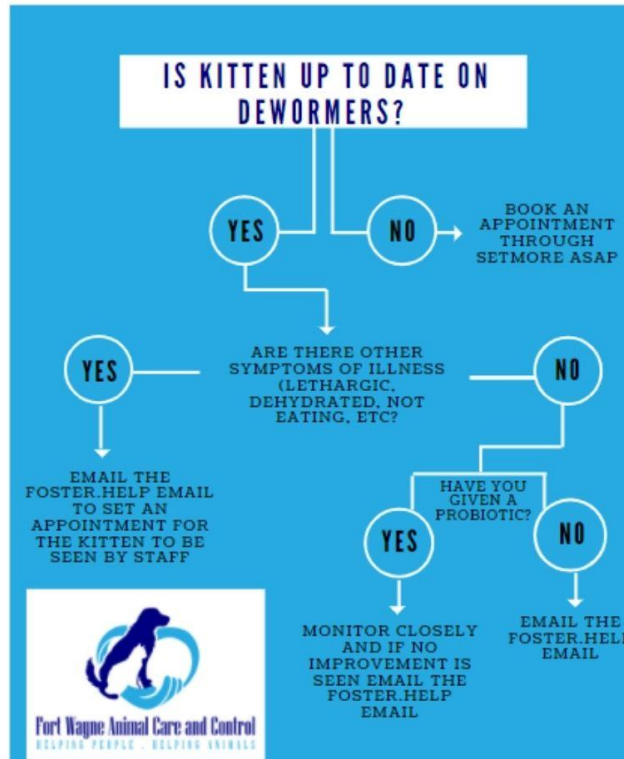 IS KITTEN UP TO DATE ON
DEWORMERS?
YES
NO
BOOK AN
APPOINTMENT
THROUGH
SETMORE ASAP
YES
ARE THERE OTHER
SYMPTOMS OF ILLNESS
(LETHARGIC,
DEHYDRATED, NOT
EATING, ETC?
NO
EMAIL THE
FOSTER.HELP EMAIL
TO SET AN
APPOINTMENT FOR
THE KITTEN TO BE
SEEN BY STAFF
HAVE YOU
GIVEN A
PROBIOTIC?
YES
NO
MONITOR CLOSELY
AND IF NO
IMPROVEMENT IS
SEEN EMAIL THE
FOSTER.HELP
EMAIL
EMAIL THE
FOSTER.HELP
EMAIL
Fort Wayne Animal Care and Control
HELPING PEOPLE . HELPING ANIMALS